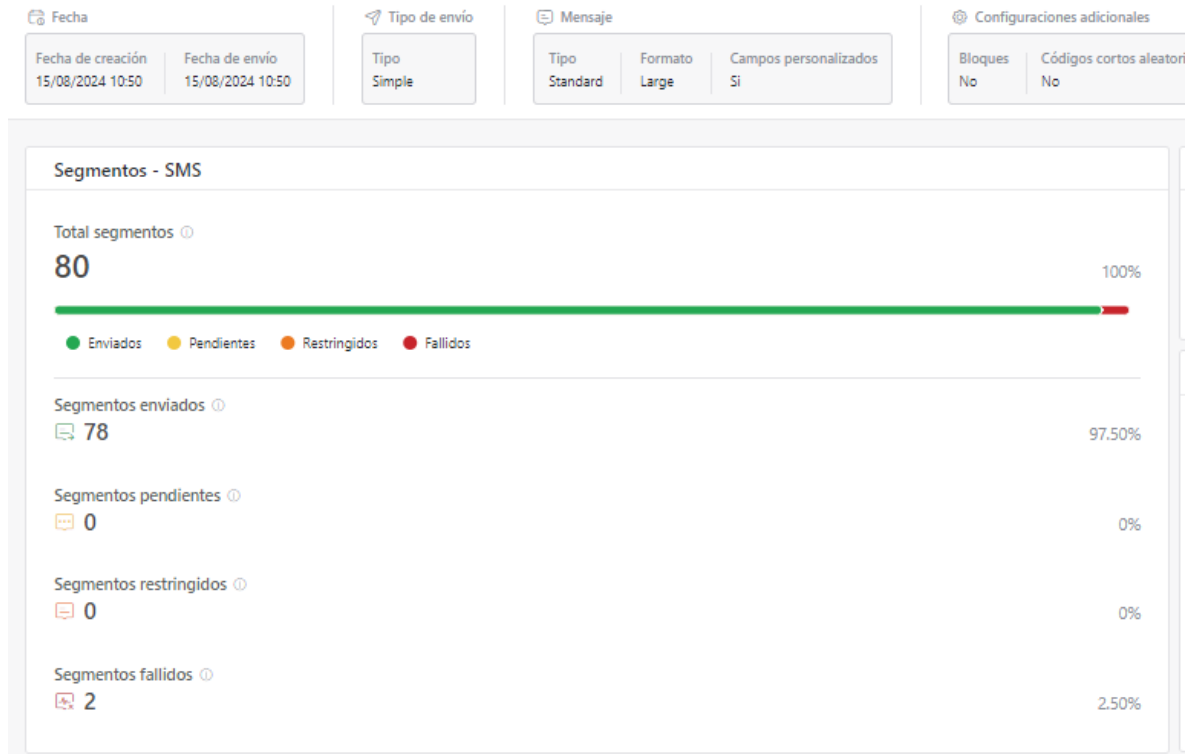 Fecha
Tipo de envío
Mensaje
Configuraciones adicionales
Fecha de creación Fecha de envío
15/08/2024 10:50 15/08/2024 10:50
Tipo
Simple
Tipo Formato Campos personalizados
Standard Large Si
Bloques Códigos cortos aleatori
No No
Segmentos - SMS
Total segmentos
80 100%
Enviados Pendientes Restringidos Fallidos
Segmentos enviados
78 97.50%
Segmentos pendientes
0 0%
Segmentos restringidos
0 0%
Segmentos fallidos
2 2.50%